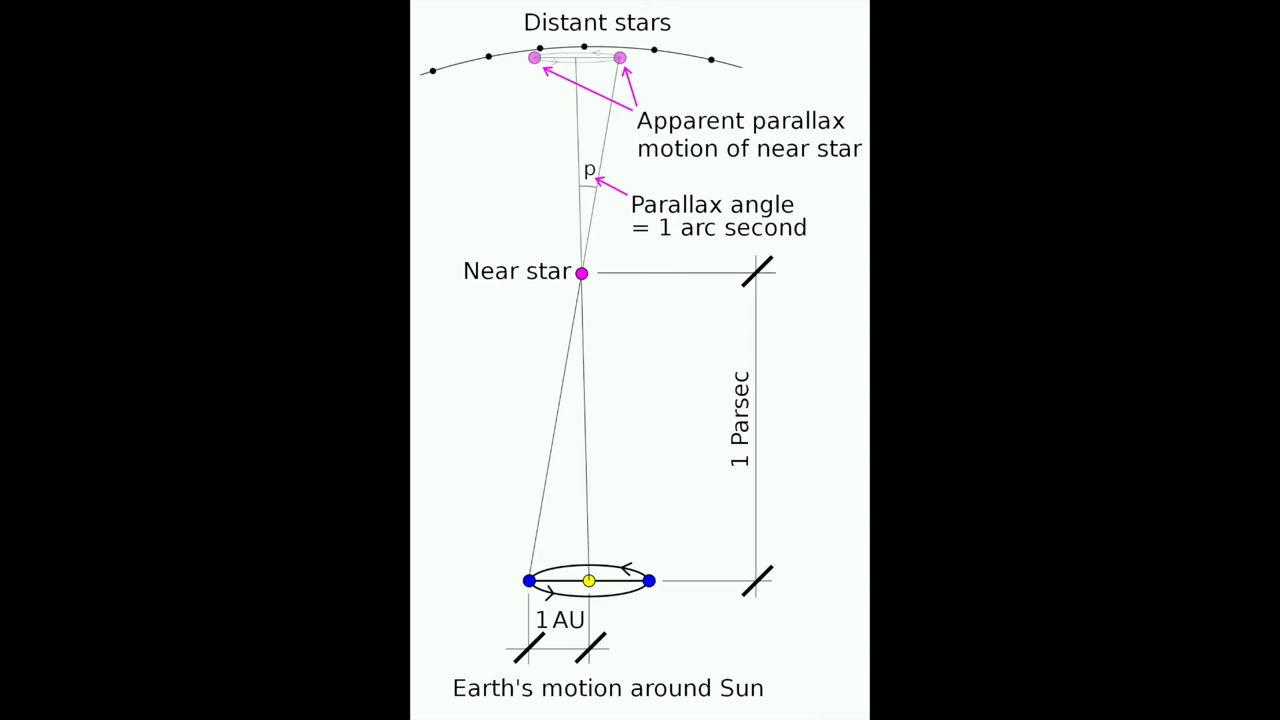 Distant stars
Apparent parallax
motion of near star
p
Parallax angle
= 1 arc second
Near star
1 Parsec
1 AU
Earth's motion around Sun